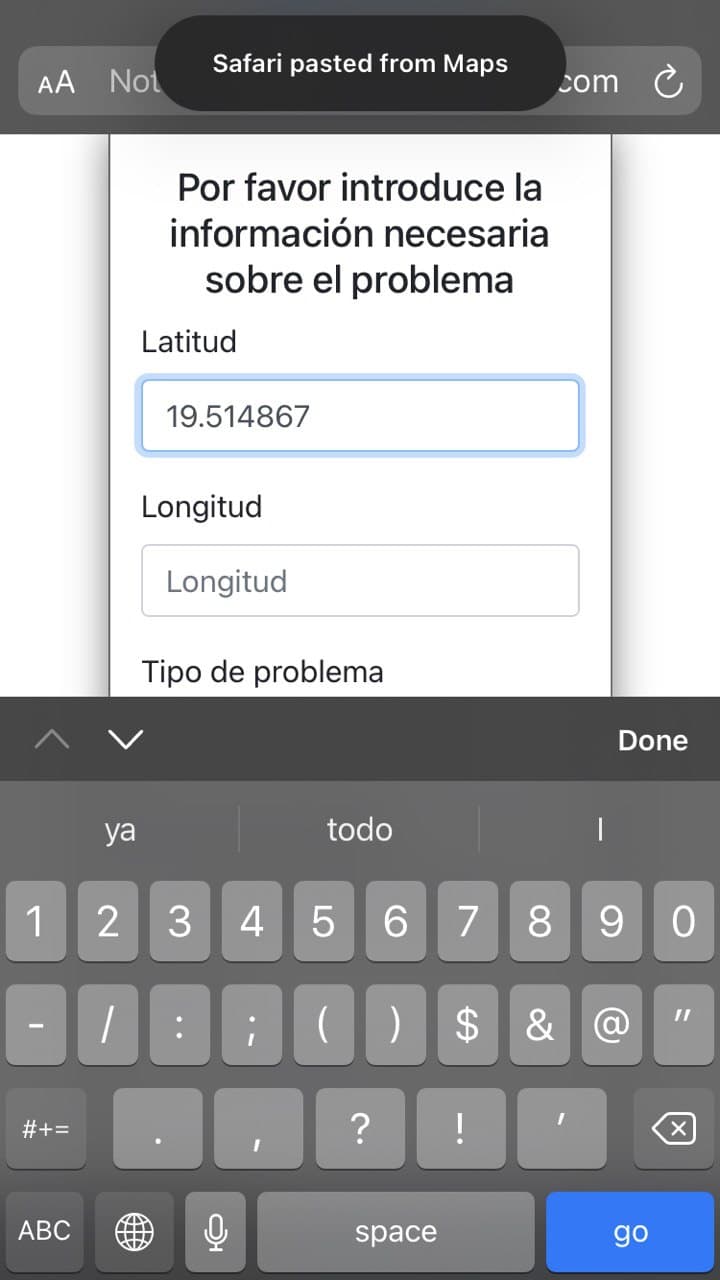 Safari pasted from Maps
AA Not com
Por favor introduce la
información necesaria
sobre el problema
Latitud
19.514867
Longitud
Longitud
Tipo de problema
Done
ya todo I
1 2 3 4 5 6 7 8 9 0
- / : ; ( ) $ & @ "
#+= . , ? ! '
ABC space go